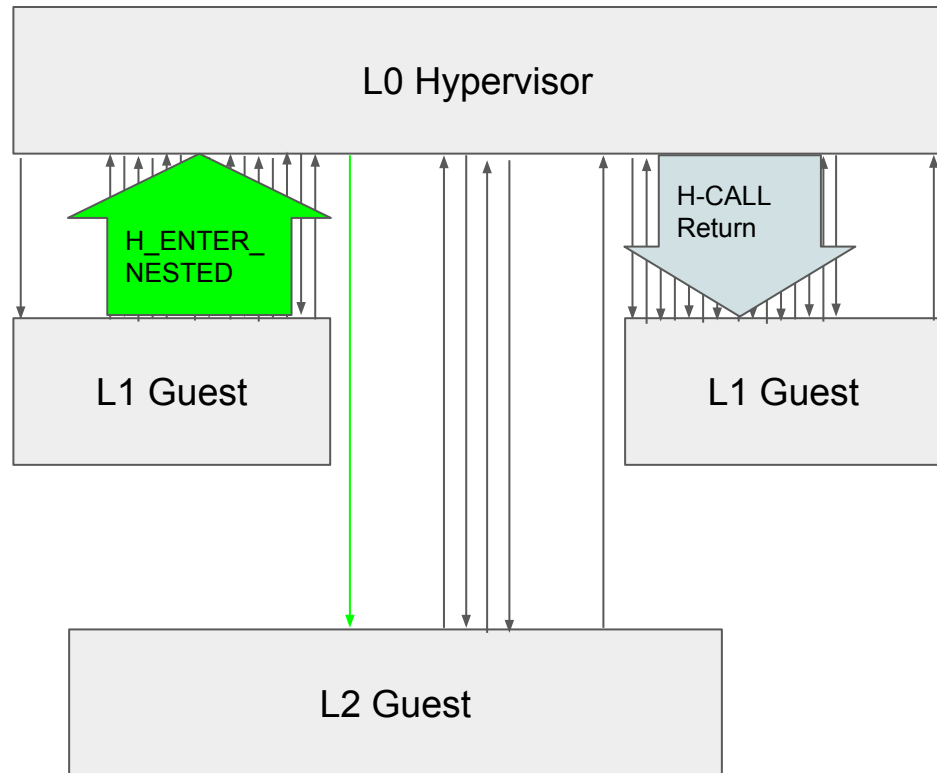 L0 Hypervisor
H_ENTER_
NESTED
H-CALL
Return
L1 Guest
L1 Guest
L2 Guest